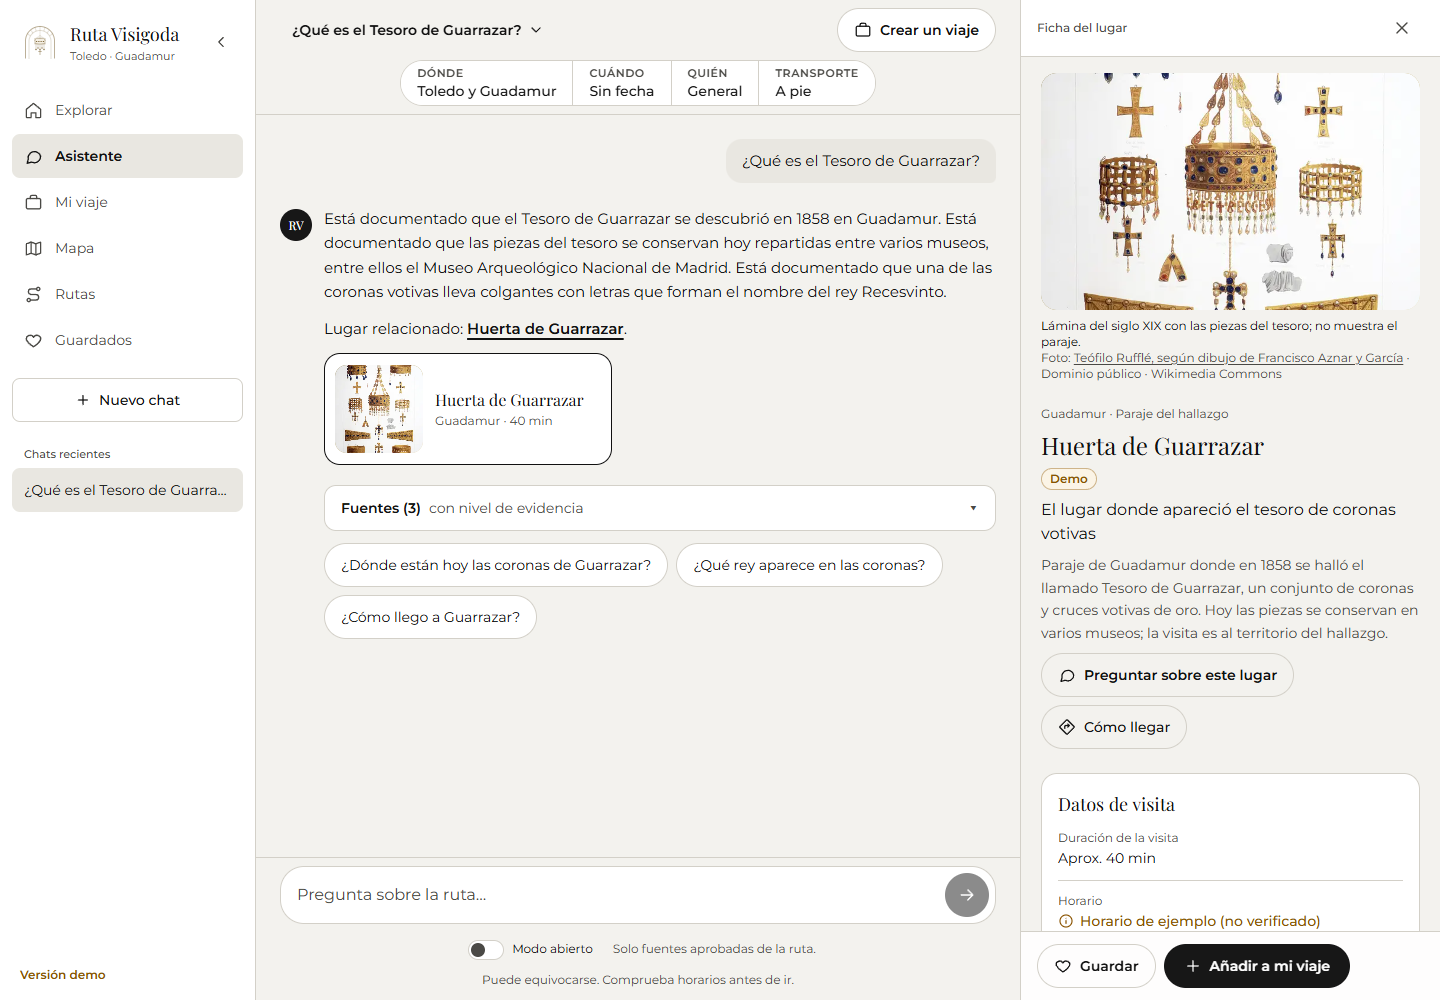 Ruta Visigoda
Toledo · Guadamur
Explorar
Asistente
Mi viaje
Mapa
Rutas
Guardados
Nuevo chat
Chats recientes
¿Qué es el Tesoro de Guarra...
Versión demo
¿Qué es el Tesoro de Guarrazar?
Crear un viaje
DÓNDE
Toledo y Guadamur
CUÁNDO
Sin fecha
QUIÉN
General
TRANSPORTE
A pie
¿Qué es el Tesoro de Guarrazar?
RV
Está documentado que el Tesoro de Guarrazar se descubrió en 1858 en Guadamur. Está
documentado que las piezas del tesoro se conservan hoy repartidas entre varios museos,
entre ellos el Museo Arqueológico Nacional de Madrid. Está documentado que una de las
coronas votivas lleva colgantes con letras que forman el nombre del rey Recesvinto.
Lugar relacionado: Huerta de Guarrazar.
Huerta de Guarrazar
Guadamur · 40 min
Fuentes (3) con nivel de evidencia
¿Dónde están hoy las coronas de Guarrazar?
¿Qué rey aparece en las coronas?
¿Cómo llego a Guarrazar?
Pregunta sobre la ruta...
Modo abierto
Solo fuentes aprobadas de la ruta.
Puede equivocarse. Comprueba horarios antes de ir.
Ficha del lugar
Lámina del siglo XIX con las piezas del tesoro; no muestra el
paraje.
Foto: Teófilo Rufflé, según dibujo de Francisco Aznar y García ·
Dominio público · Wikimedia Commons
Guadamur · Paraje del hallazgo
Huerta de Guarrazar
Demo
El lugar donde apareció el tesoro de coronas
votivas
Paraje de Guadamur donde en 1858 se halló el
llamado Tesoro de Guarrazar, un conjunto de coronas
y cruces votivas de oro. Hoy las piezas se conservan en
varios museos; la visita es al territorio del hallazgo.
Preguntar sobre este lugar
Cómo llegar
Datos de visita
Duración de la visita
Aprox. 40 min
Horario
Horario de ejemplo (no verificado)
Guardar
Añadir a mi viaje